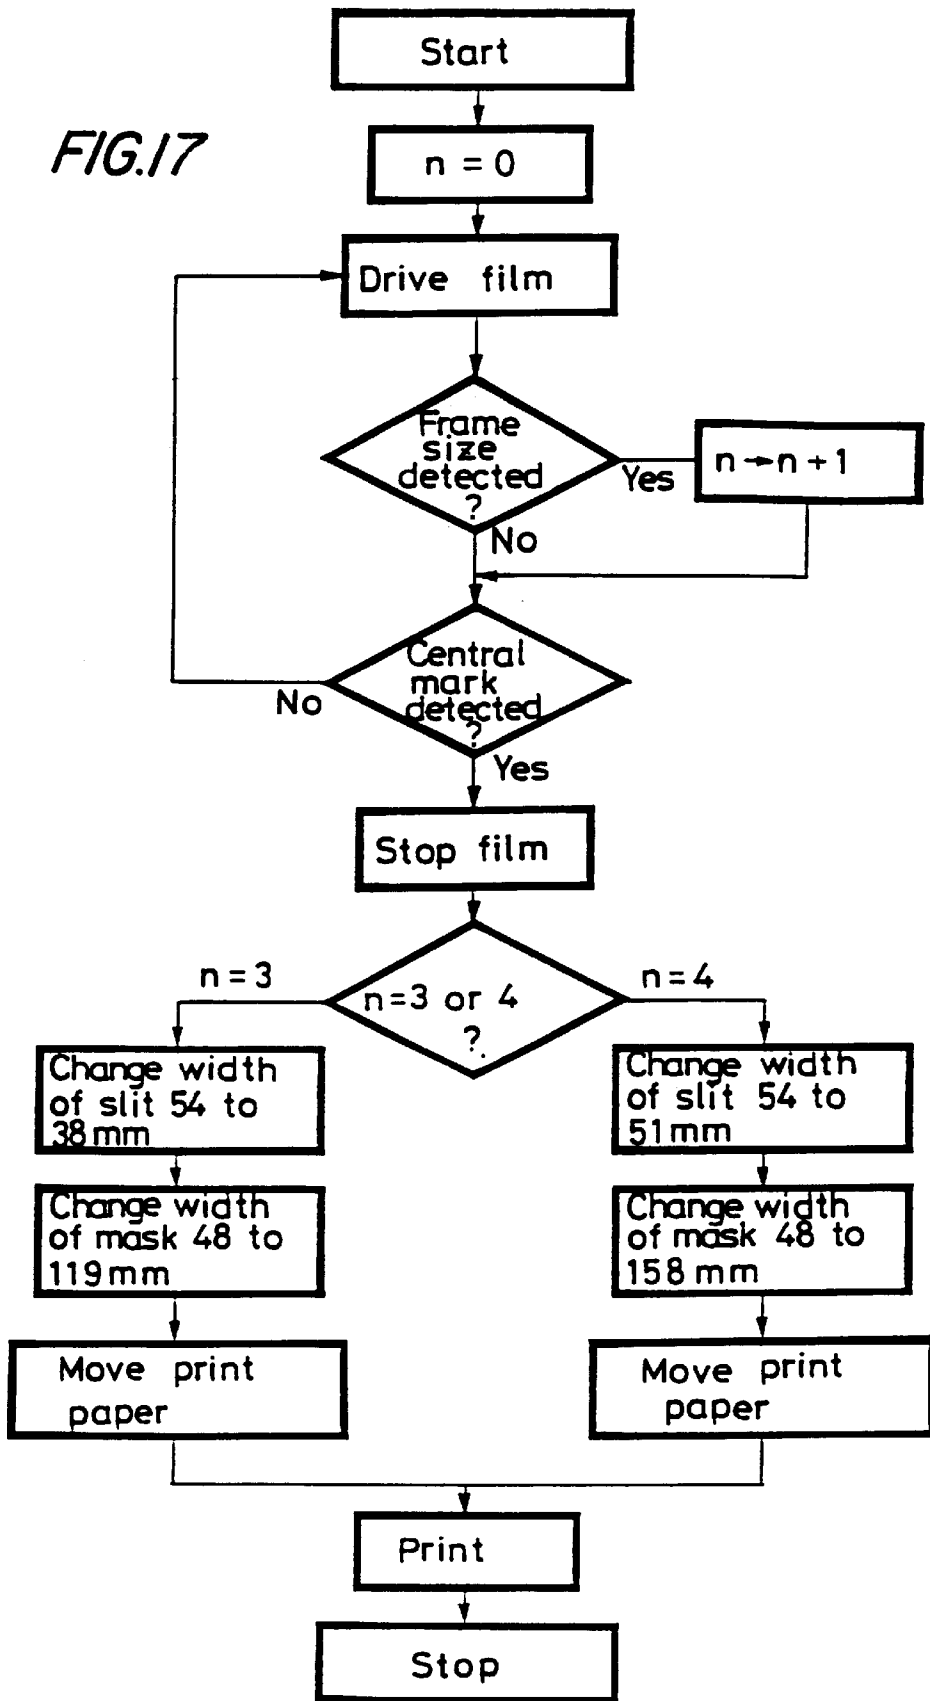 Start
FIG.17
n = 0
Drive film
Frame
size
detected
?
Yes
n→n+1
No
Central
mark
detected
?
No
Yes
Stop film
n=3
n=3 or 4
?
n=4
Change width
of slit 54 to
38mm
Change width
of slit 54 to
51mm
Change width
of mask 48 to
119mm
Change width
of mask 48 to
158mm
Move print
paper
Move print
paper
Print
Stop